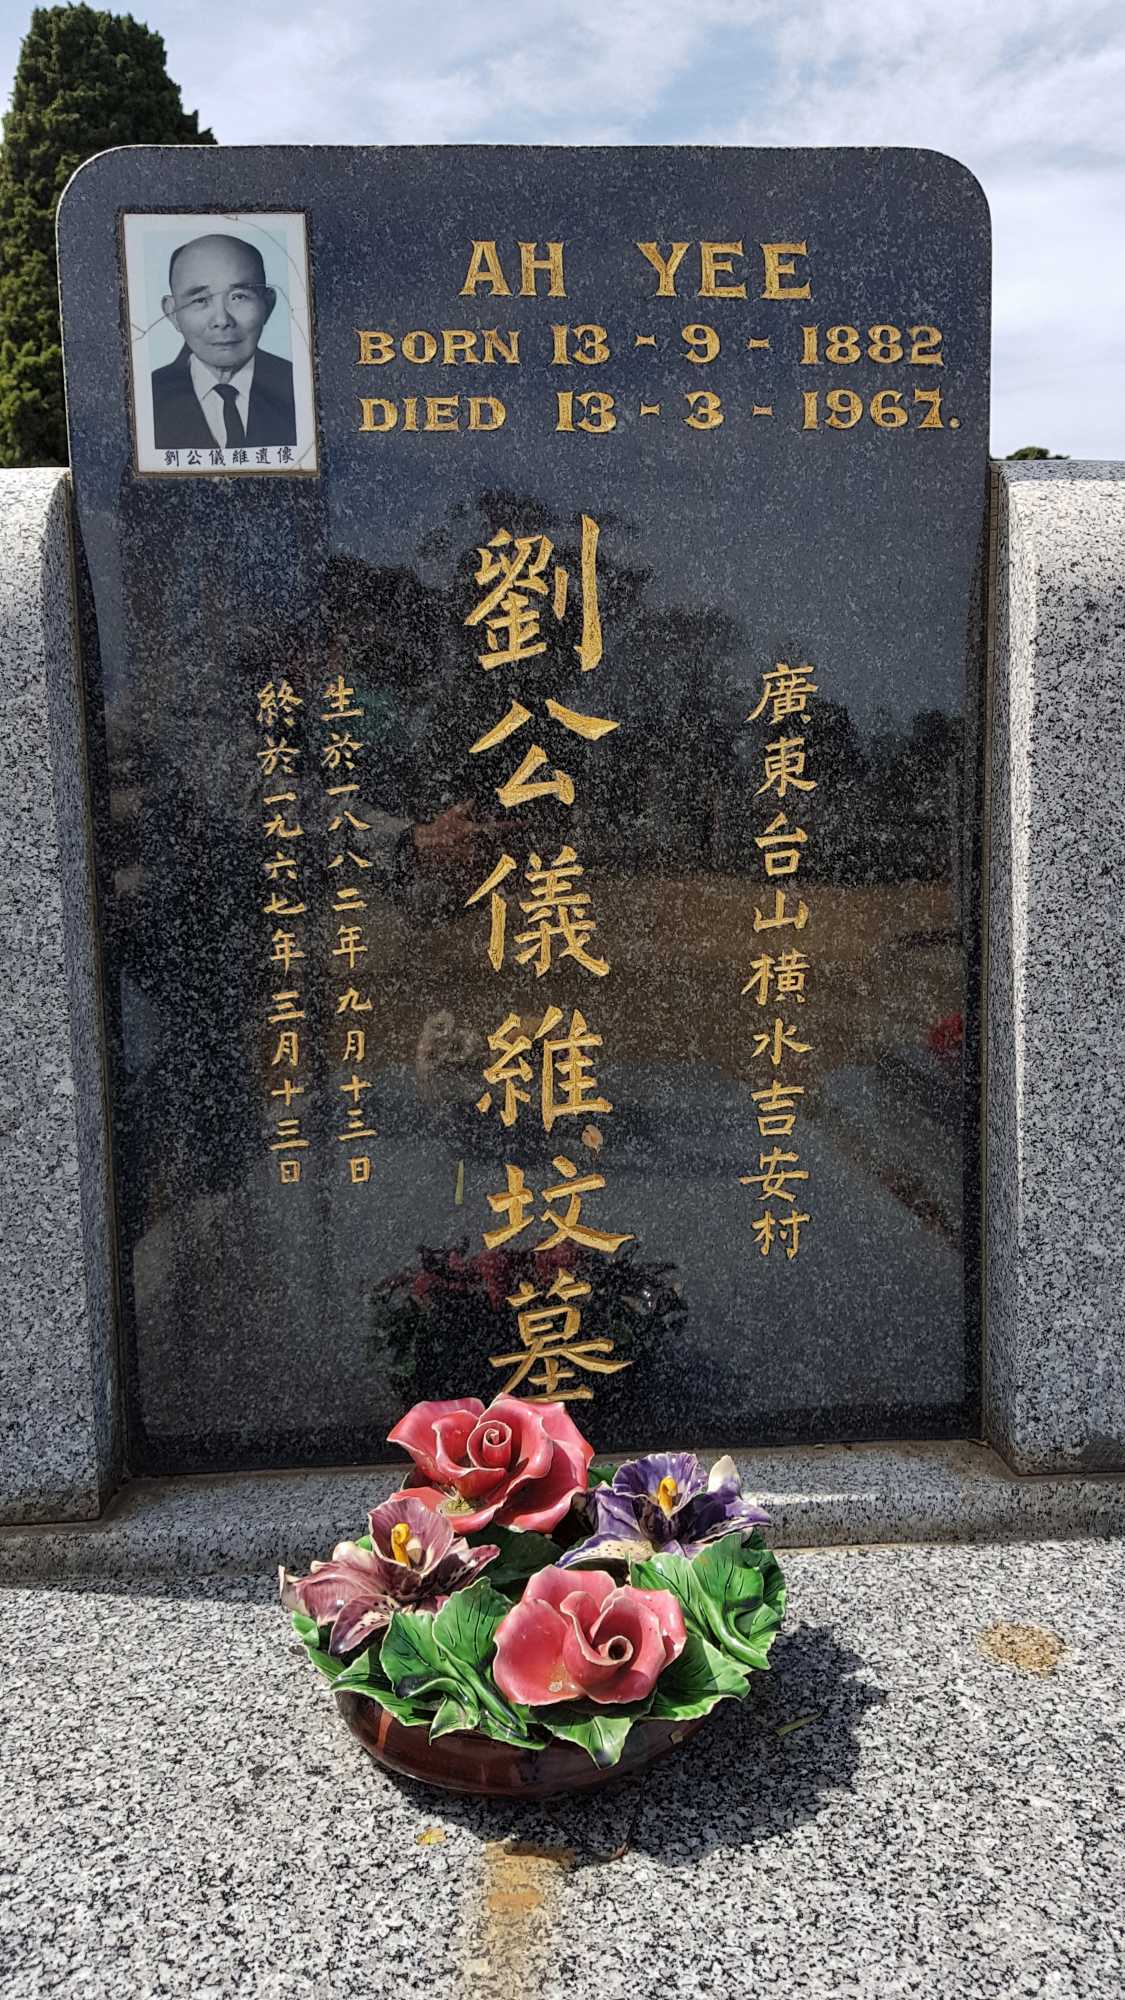 AH YEE
BORN 13-9-1882
DIED 13-3-1967.
劉公儀維遺像
廣東台山橫水吉安村
劉公儀維坟墓
生於一八八二年九月十三日
終於一九六七年三月十三日